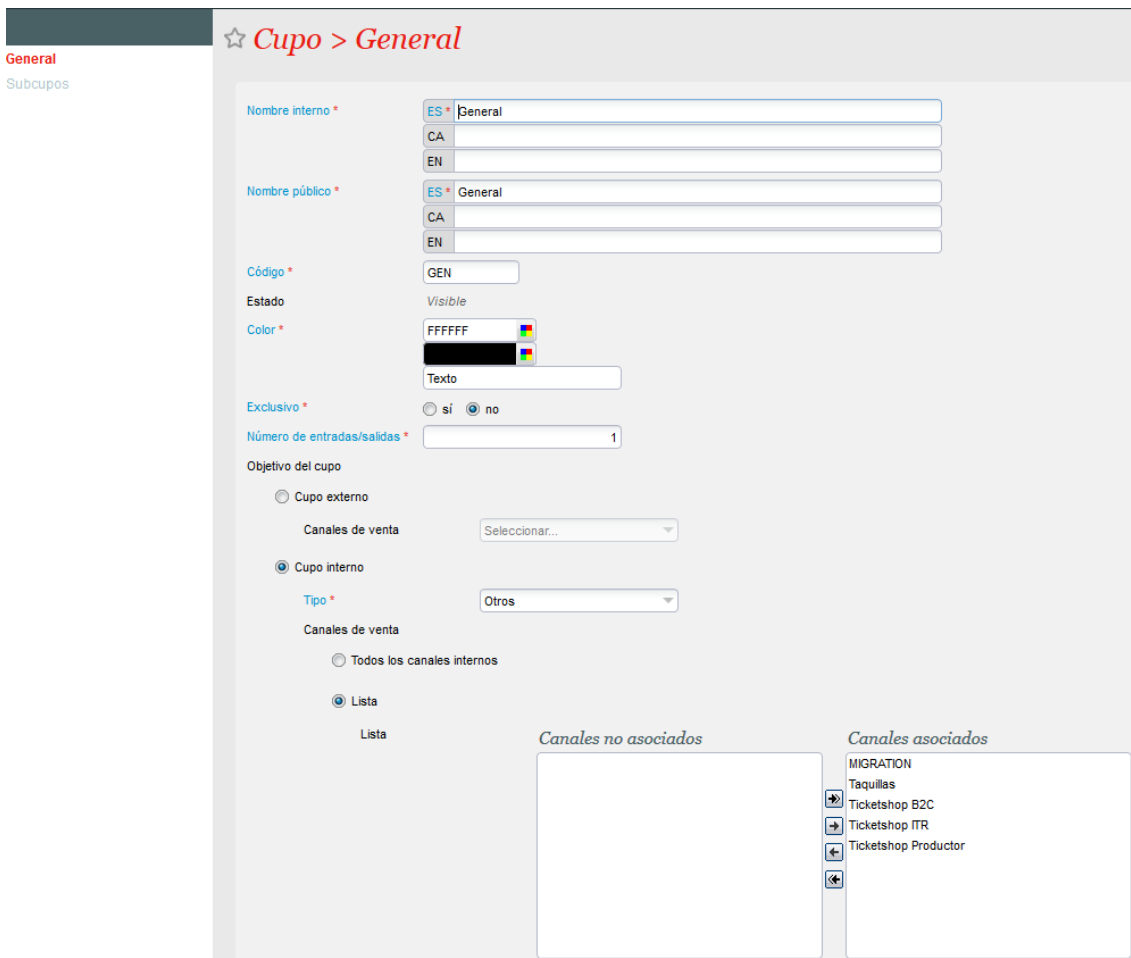 Cupo > General
General
Subcupos
Nombre interno * ES * General
CA
EN
Nombre público * ES * General
CA
EN
Código * GEN
Estado Visible
Color * FFFFFF
Texto
Exclusivo * sí no
Número de entradas/salidas * 1
Objetivo del cupo
Cupo externo
Canales de venta Seleccionar...
Cupo interno
Tipo * Otros
Canales de venta
Todos los canales internos
Lista
Lista Canales no asociados Canales asociados
MIGRATION
Taquillas
Ticketshop B2C
Ticketshop ITR
Ticketshop Productor